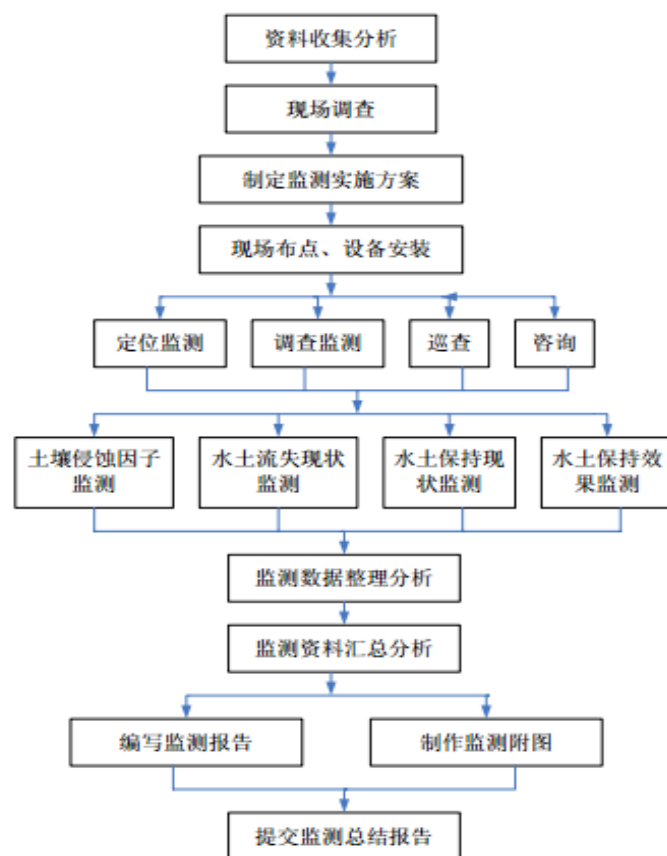 资料收集分析
现场调查
制定监测实施方案
现场布点、设备安装
定位监测
调查监测
巡查
咨询
土壤侵蚀因子
监测
水土流失现状
监测
水土保持现
状监测
水土保持效
果监测
监测数据整理分析
监测资料汇总分析
编写监测报告
制作监测附图
提交监测总结报告